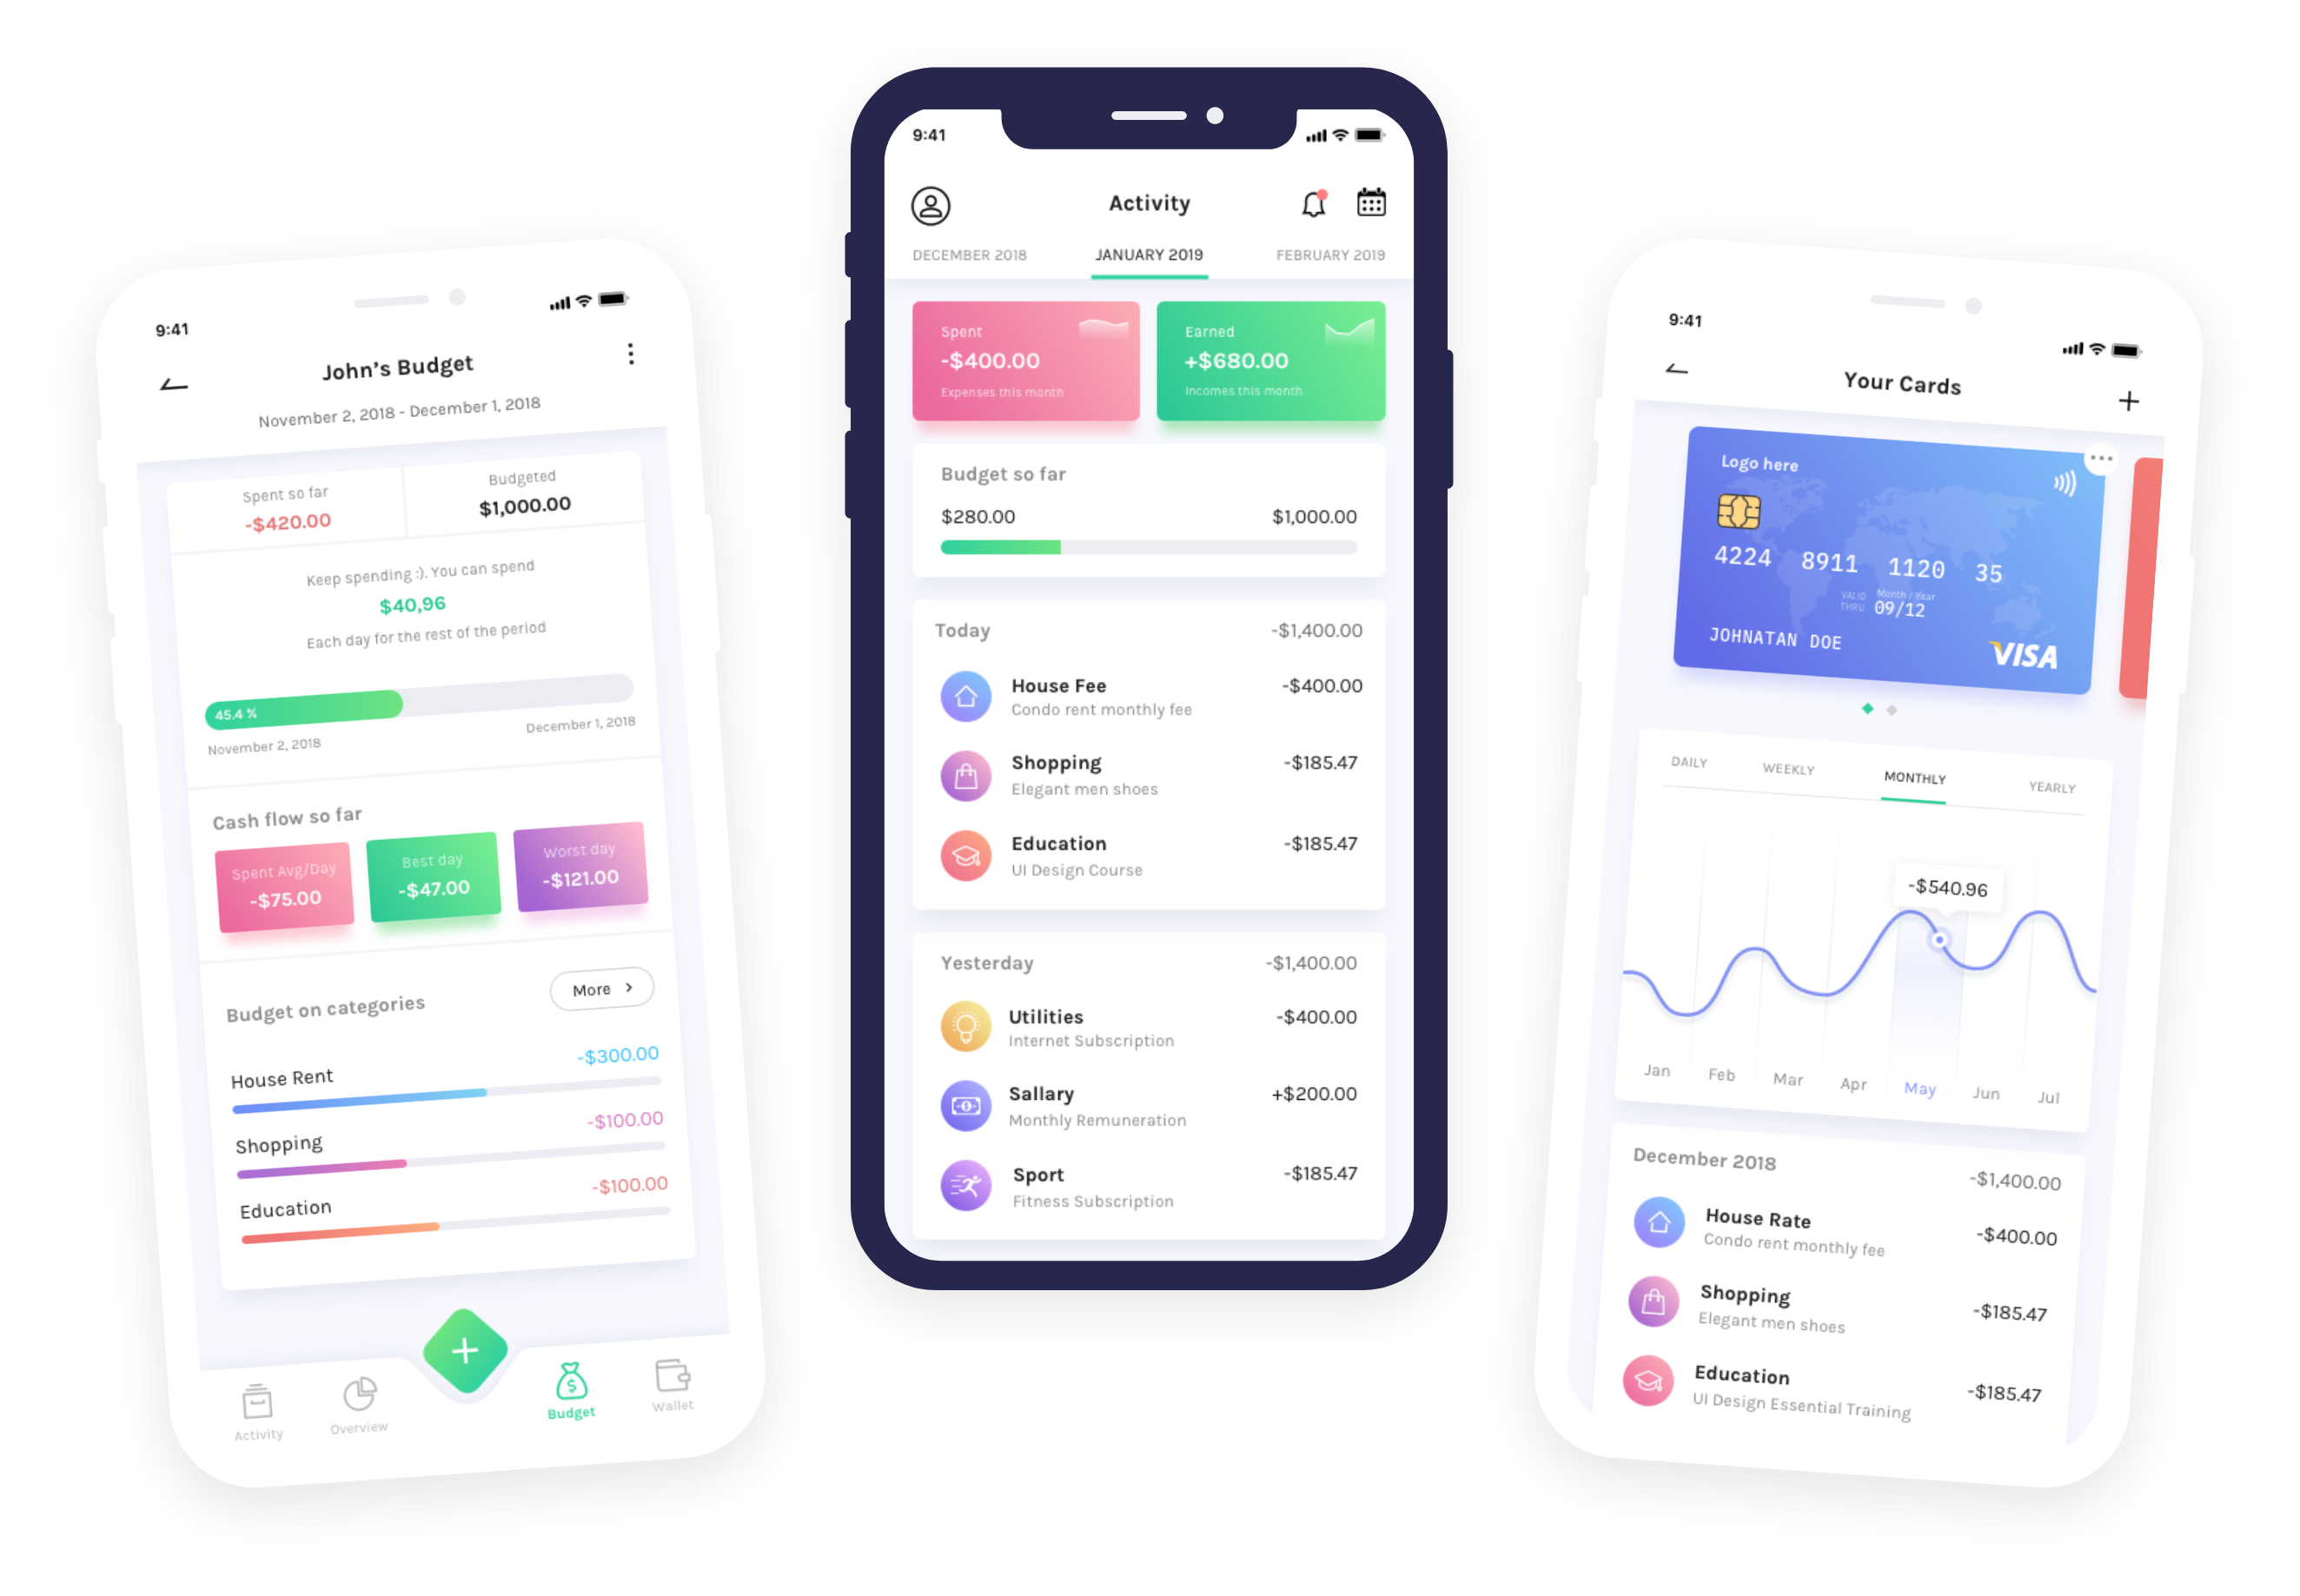 9:41
John's Budget
November 2, 2018 - December 1, 2018
Spent so far
-$420.00
Budgeted
$1,000.00
Keep spending :). You can spend
$40,96
Each day for the rest of the period
45.4 %
November 2, 2018
December 1, 2018
Cash flow so far
Spent Avg/Day
-$75.00
Best day
-$47.00
Worst day
-$121.00
Budget on categories
More
House Rent
-$300.00
Shopping
-$100.00
Education
-$100.00
Activity
Overview
Budget
Wallet
9:41
Activity
DECEMBER 2018
JANUARY 2019
FEBRUARY 2019
Spent
-$400.00
Expenses this month
Earned
+$680.00
Incomes this month
Budget so far
$280.00
$1,000.00
Today
-$1,400.00
House Fee
-$400.00
Condo rent monthly fee
Shopping
-$185.47
Elegant men shoes
Education
-$185.47
UI Design Course
Yesterday
-$1,400.00
Utilities
-$400.00
Internet Subscription
Sallary
+$200.00
Monthly Remuneration
Sport
-$185.47
Fitness Subscription
9:41
Your Cards
Logo here
4224 8911 1120 35
VALID THRU
Month / Year
09/12
JOHNATAN DOE
VISA
DAILY
WEEKLY
MONTHLY
YEARLY
-$540.96
Jan
Feb
Mar
Apr
May
Jun
Jul
December 2018
-$1,400.00
House Rate
-$400.00
Condo rent monthly fee
Shopping
-$185.47
Elegant men shoes
Education
-$185.47
UI Design Essential Training